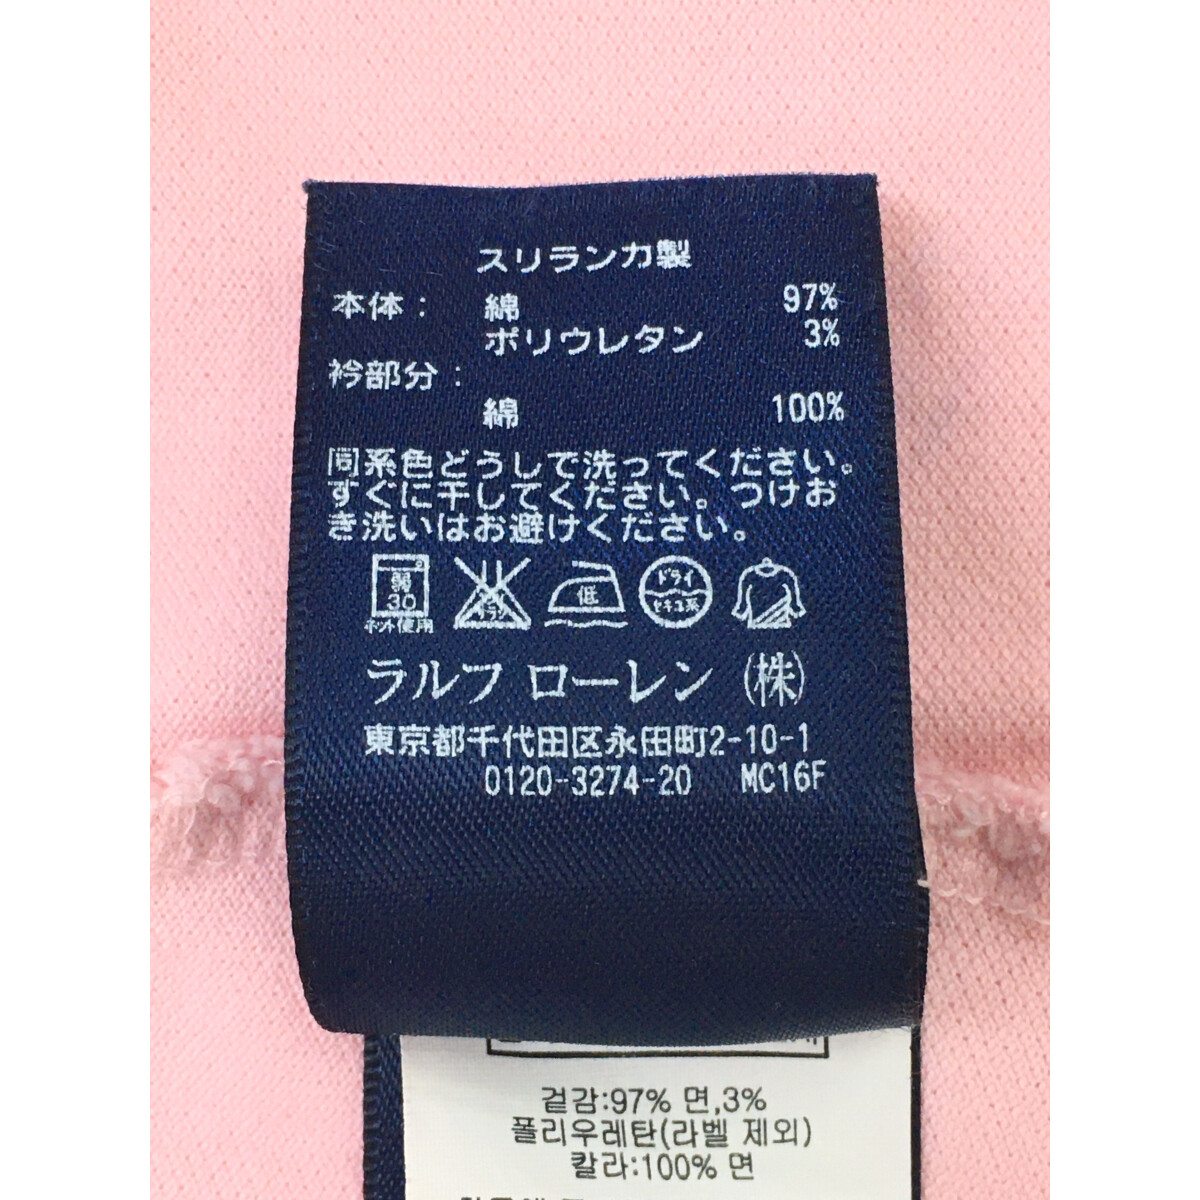 スリランカ製
本体： 綿 97%
ポリウレタン 3%
衿部分：
綿 100%
同系色どうしで洗ってください。
すぐに干してください。つけお
き洗いはお避けください。
弱 30 ネット使用 低 ドライ セキユ系
ラルフ ローレン (株)
東京都千代田区永田町2-10-1
0120-3274-20 MC16F
겉감:97% 면,3%
폴리우레탄(라벨 제외)
칼라:100% 면